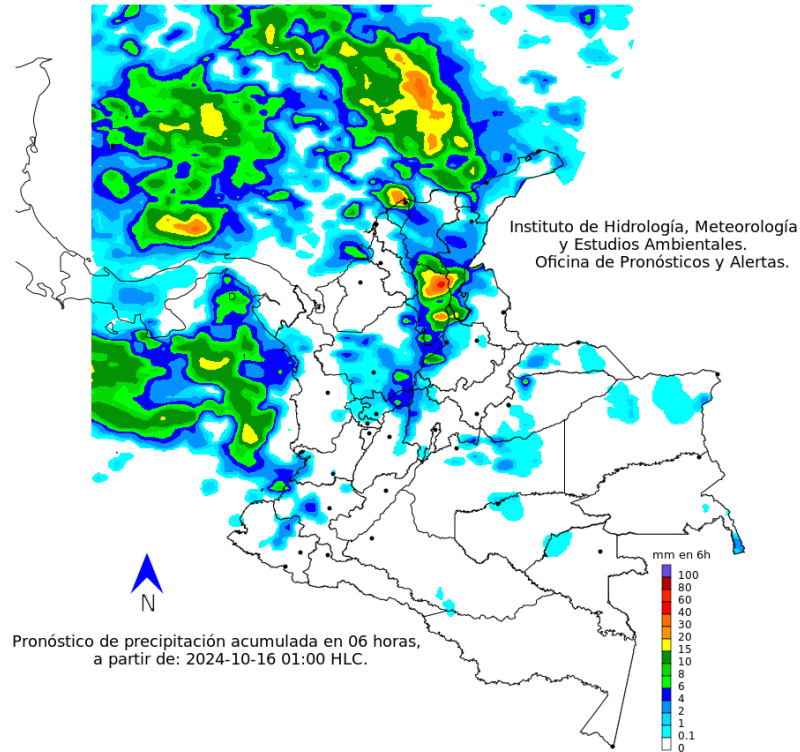 Instituto de Hidrología, Meteorología
y Estudios Ambientales.
Oficina de Pronósticos y Alertas.
N
Pronóstico de precipitación acumulada en 06 horas,
a partir de: 2024-10-16 01:00 HLC.
mm en 6h
100
80
60
40
30
20
15
10
8
6
4
2
1
0.1
0